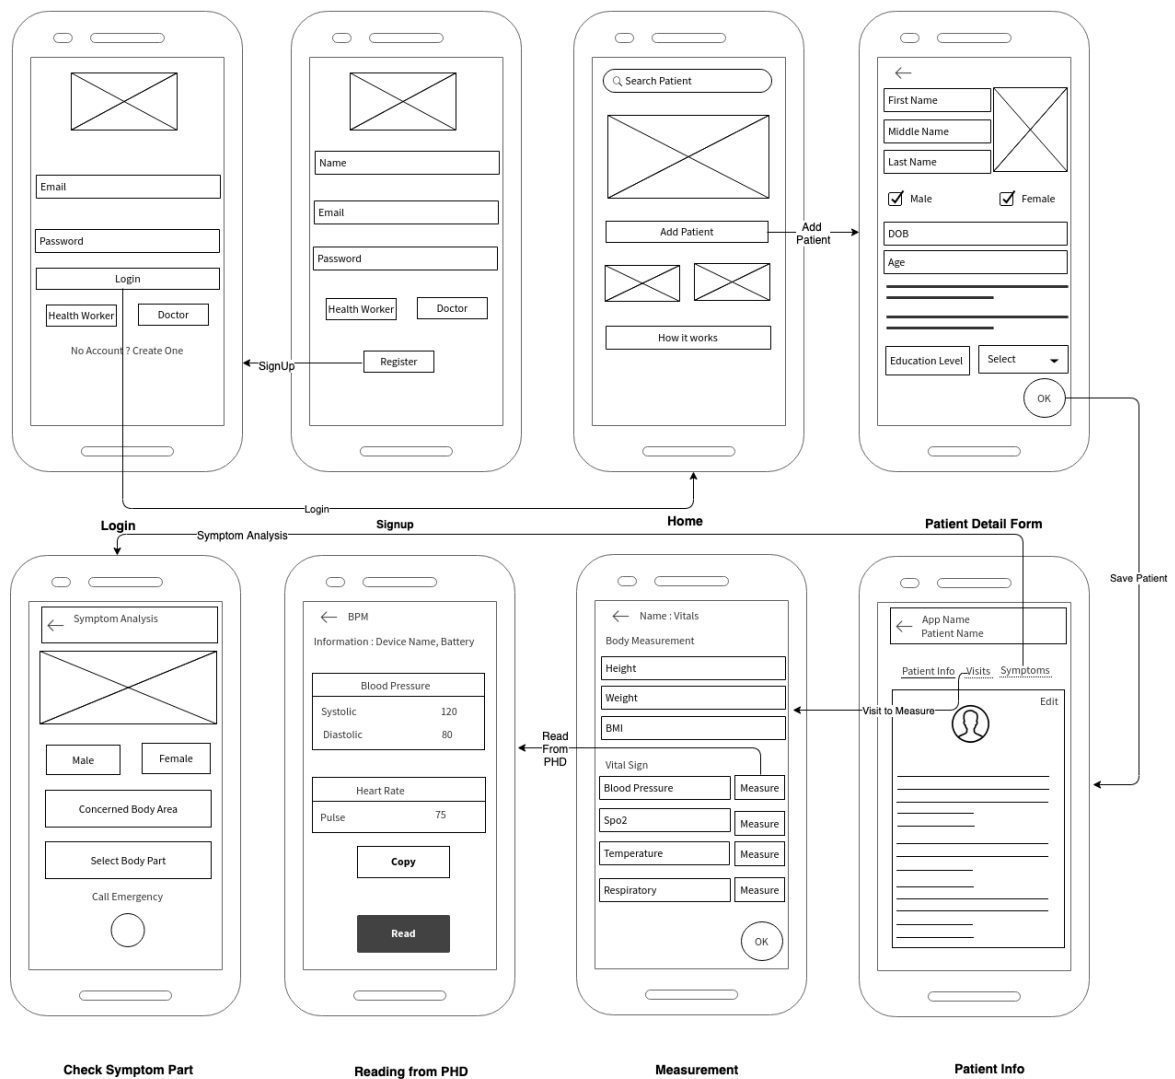 Email
Password
Login
Health Worker
Doctor
No Account ? Create One
Login
Name
Email
Password
Health Worker
Doctor
Register
SignUp
Signup
Search Patient
Add Patient
How it works
Home
Add
Patient
First Name
Middle Name
Last Name
Male
Female
DOB
Age
Education Level
Select
OK
Patient Detail Form
Login
Symptom Analysis
Save Patient
Symptom Analysis
Male
Female
Concerned Body Area
Select Body Part
Call Emergency
Check Symptom Part
BPM
Information : Device Name, Battery
Blood Pressure
Systolic 120
Diastolic 80
Heart Rate
Pulse 75
Copy
Read
Reading from PHD
Read
From
PHD
Name : Vitals
Body Measurement
Height
Weight
BMI
Vital Sign
Blood Pressure Measure
Spo2 Measure
Temperature Measure
Respiratory Measure
OK
Measurement
Visit to Measure
App Name
Patient Name
Patient Info Visits Symptoms
Edit
Patient Info